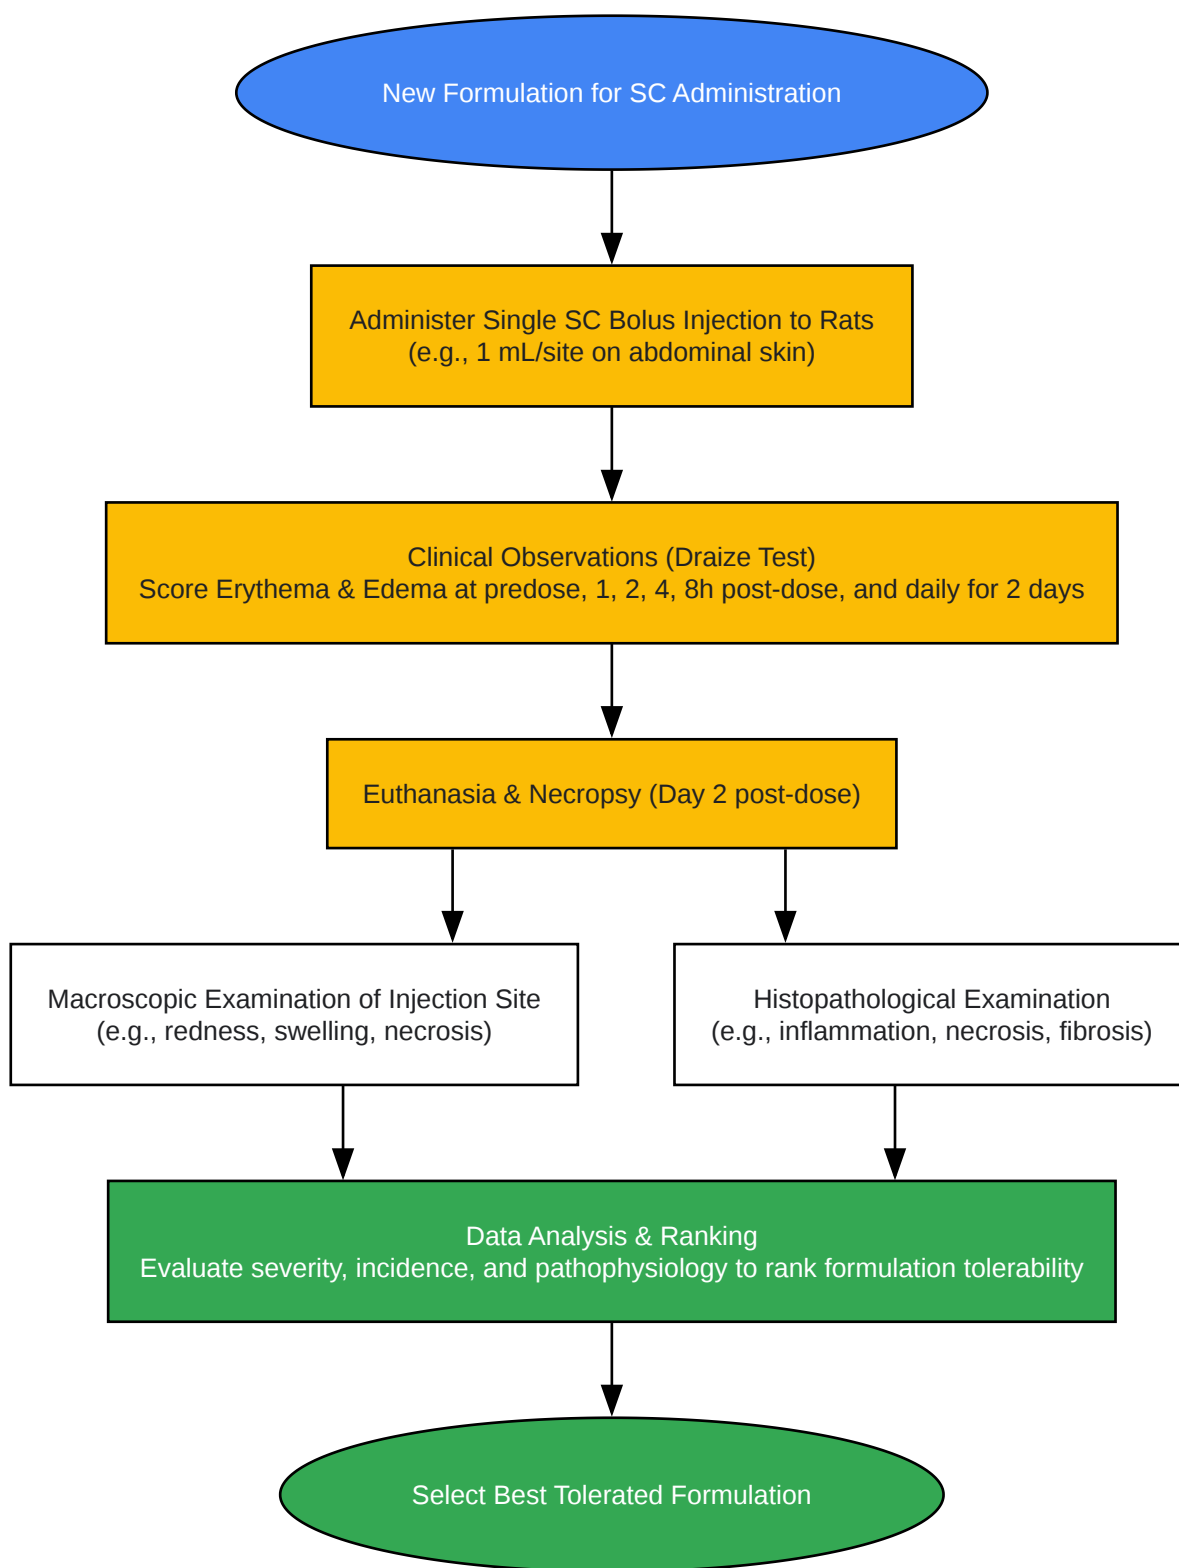 New Formulation for SC Administration
Administer Single SC Bolus Injection to Rats
(e.g., 1 mL/site on abdominal skin)
Clinical Observations (Draize Test)
Score Erythema & Edema at predose, 1, 2, 4, 8h post-dose, and daily for 2 days
Euthanasia & Necropsy (Day 2 post-dose)
Macroscopic Examination of Injection Site
(e.g., redness, swelling, necrosis)
Histopathological Examination
(e.g., inflammation, necrosis, fibrosis)
Data Analysis & Ranking
Evaluate severity, incidence, and pathophysiology to rank formulation tolerability
Select Best Tolerated Formulation